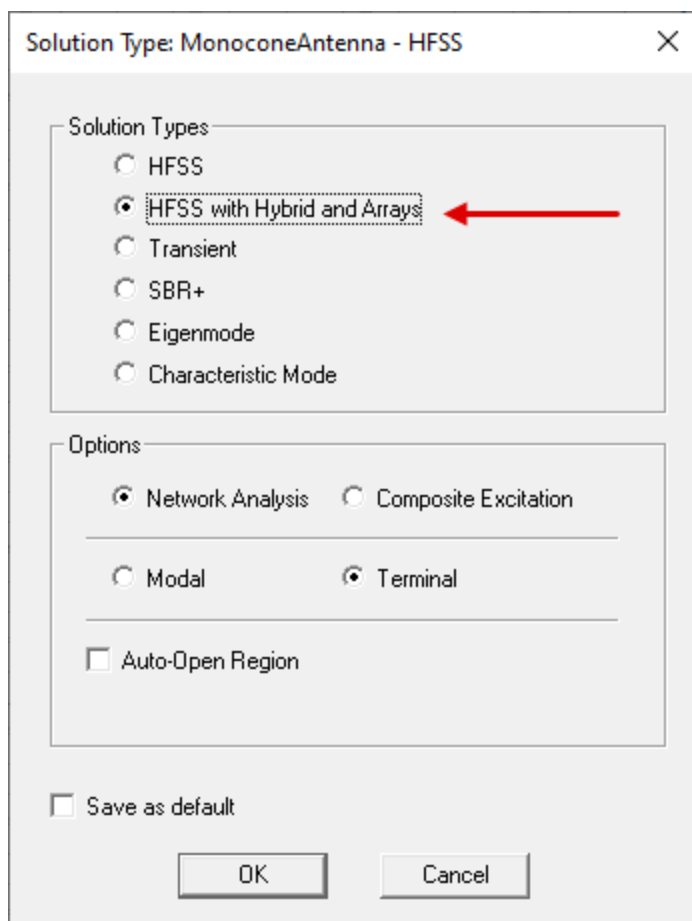 Solution Type: MonoconeAntenna - HFSS
Solution Types
HFSS
HFSS with Hybrid and Arrays
Transient
SBR+
Eigenmode
Characteristic Mode
Options
Network Analysis Composite Excitation
Modal Terminal
Auto-Open Region
Save as default
OK Cancel